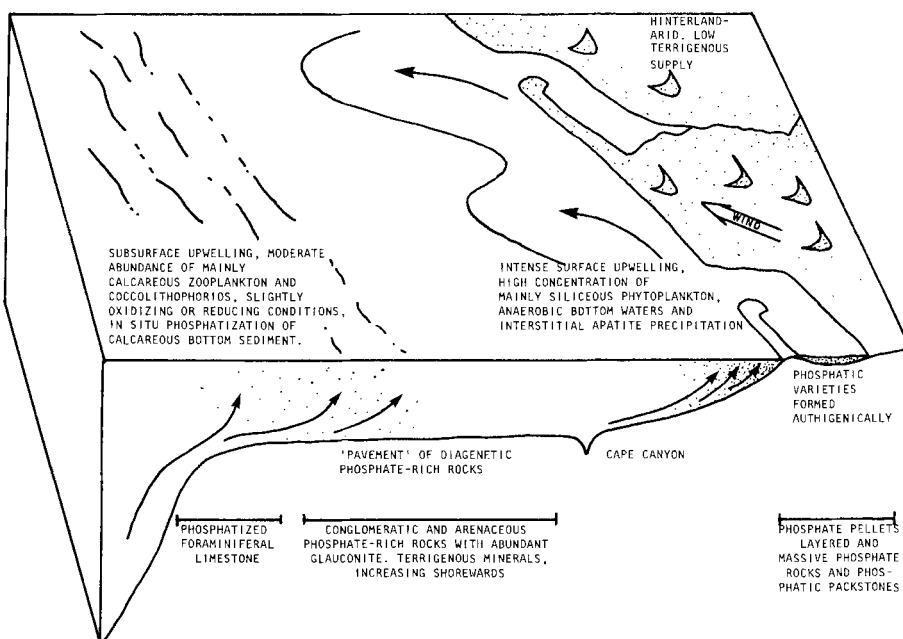 HINTERLAND-
ARID, LOW
TERRIGENOUS
SUPPLY
WIND
SUBSURFACE UPWELLING, MODERATE
ABUNDANCE OF MAINLY
CALCAREOUS ZOOPLANKTON AND
COCCOLITHOPHORIDS, SLIGHTLY
OXIDIZING OR REDUCING CONDITIONS,
IN SITU PHOSPHATIZATION OF
CALCAREOUS BOTTOM SEDIMENT.
INTENSE SURFACE UPWELLING,
HIGH CONCENTRATION OF
MAINLY SILICEOUS PHYTOPLANKTON,
ANAEROBIC BOTTOM WATERS AND
INTERSTITIAL APATITE PRECIPITATION
PHOSPHATIC
VARIETIES
FORMED
AUTHIGENICALLY
'PAVEMENT' OF DIAGENETIC
PHOSPHATE-RICH ROCKS
CAPE CANYON
PHOSPHATIZED
FORAMINIFERAL
LIMESTONE
CONGLOMERATIC AND ARENACEOUS
PHOSPHATE-RICH ROCKS WITH ABUNDANT
GLAUCONITE. TERRIGENOUS MINERALS,
INCREASING SHOREWARDS
PHOSPHATE PELLETS
LAYERED AND
MASSIVE PHOSPHATE
ROCKS AND PHOS-
PHATIC PACKSTONES